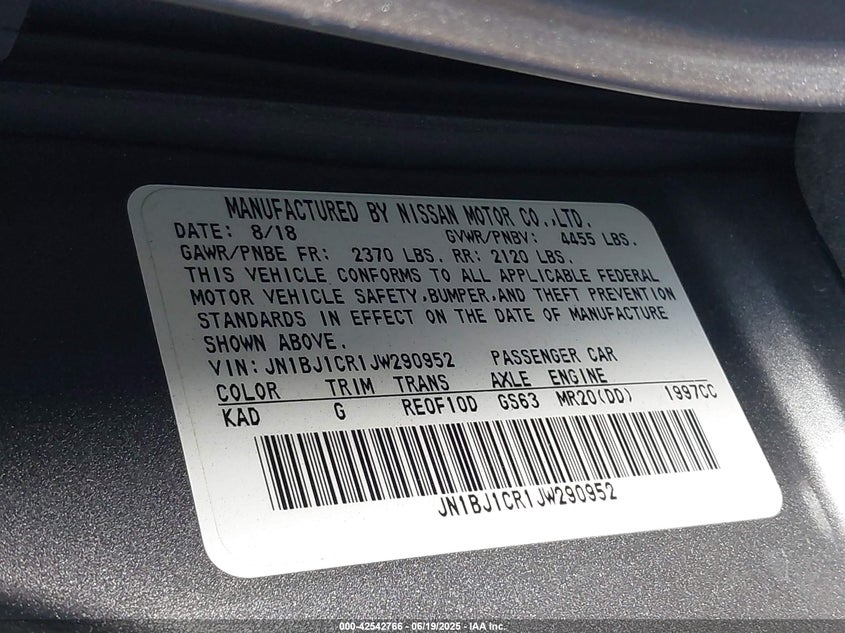 MANUFACTURED BY NISSAN MOTOR CO.,LTD.
DATE: 8/18 GVWR/PNBV: 4455 LBS.
GAWR/PNBE FR: 2370 LBS. RR: 2120 LBS.
THIS VEHICLE CONFORMS TO ALL APPLICABLE FEDERAL
MOTOR VEHICLE SAFETY,BUMPER,AND THEFT PREVENTION
STANDARDS IN EFFECT ON THE DATE OF MANUFACTURE
SHOWN ABOVE.
VIN: JN1BJ1CR1JW290952 PASSENGER CAR
COLOR TRIM TRANS AXLE ENGINE
KAD G RE0F10D GS63 MR20(DD) 1997CC
JN1BJ1CR1JW290952
000-42542766 - 06/19/2025 - IAA Inc.